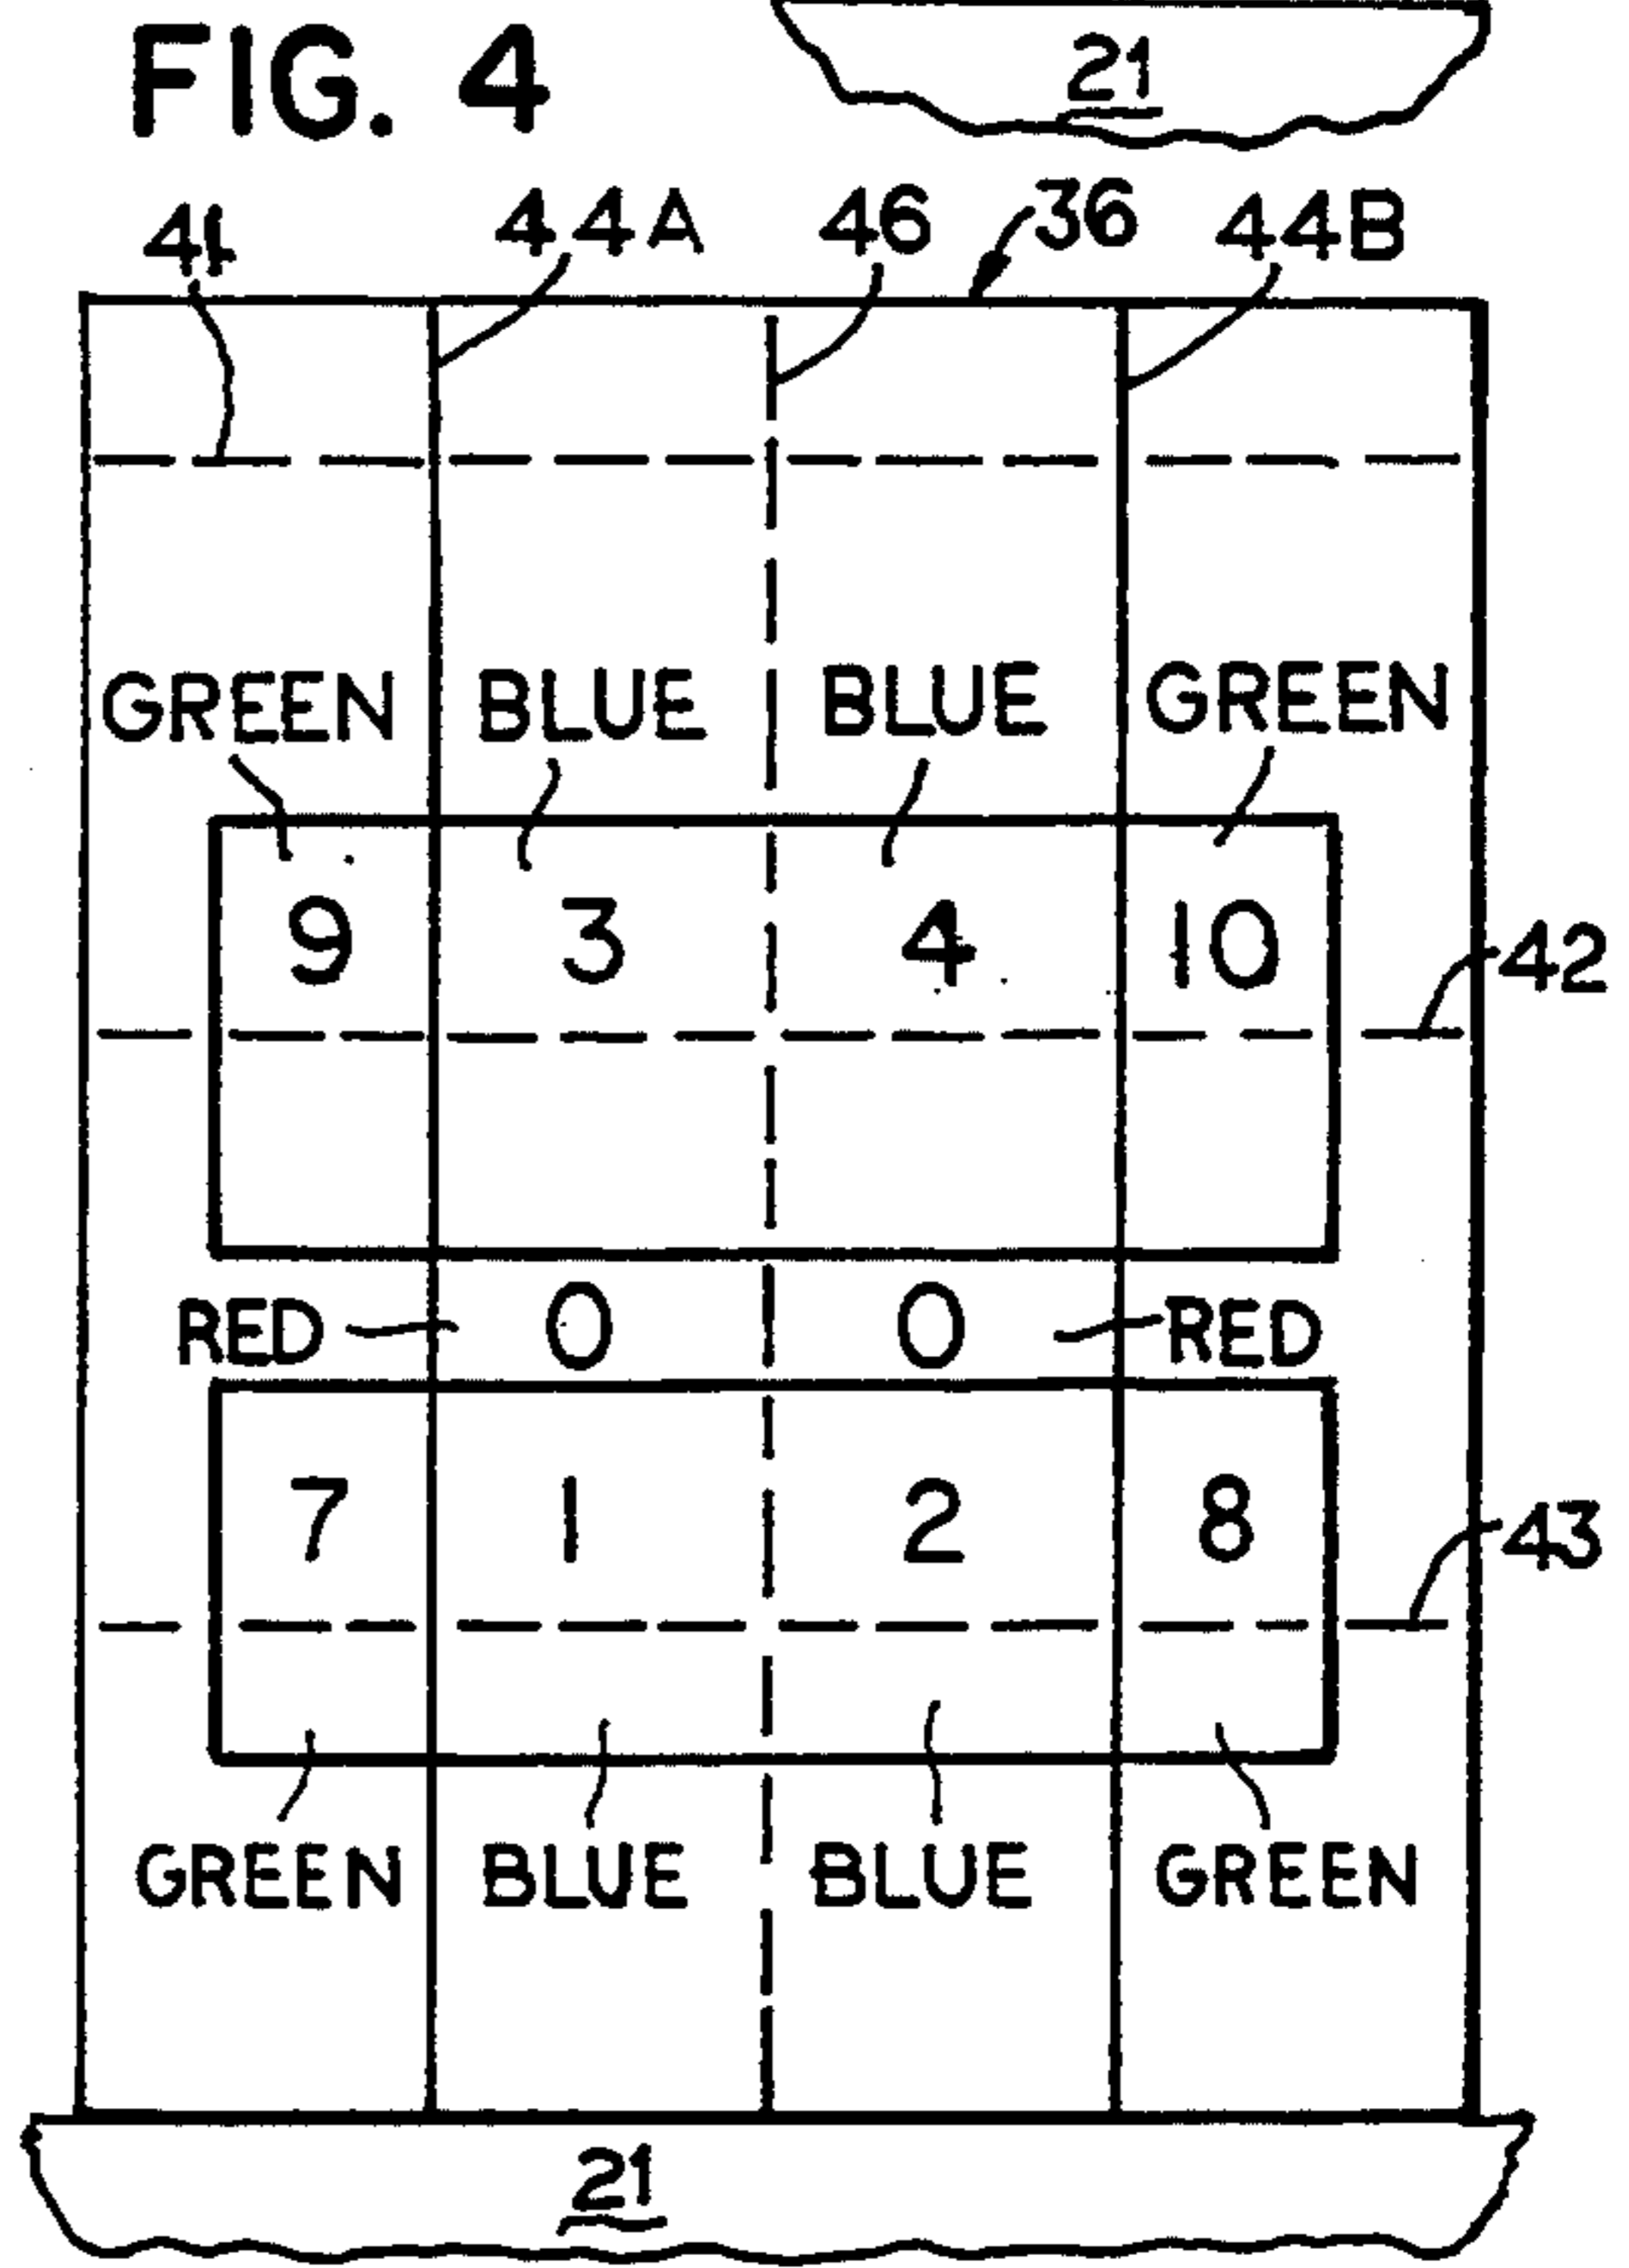 FIG. 4
21
41 44A 46 36 44B
GREEN BLUE BLUE GREEN
9 3 4 10
42
RED 0 0 RED
7 1 2 8
43
GREEN BLUE BLUE GREEN
21